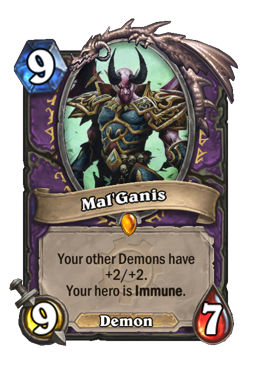 9
Mal'Ganis
Your other Demons have
+2/+2.
Your hero is Immune.
9
Demon
7